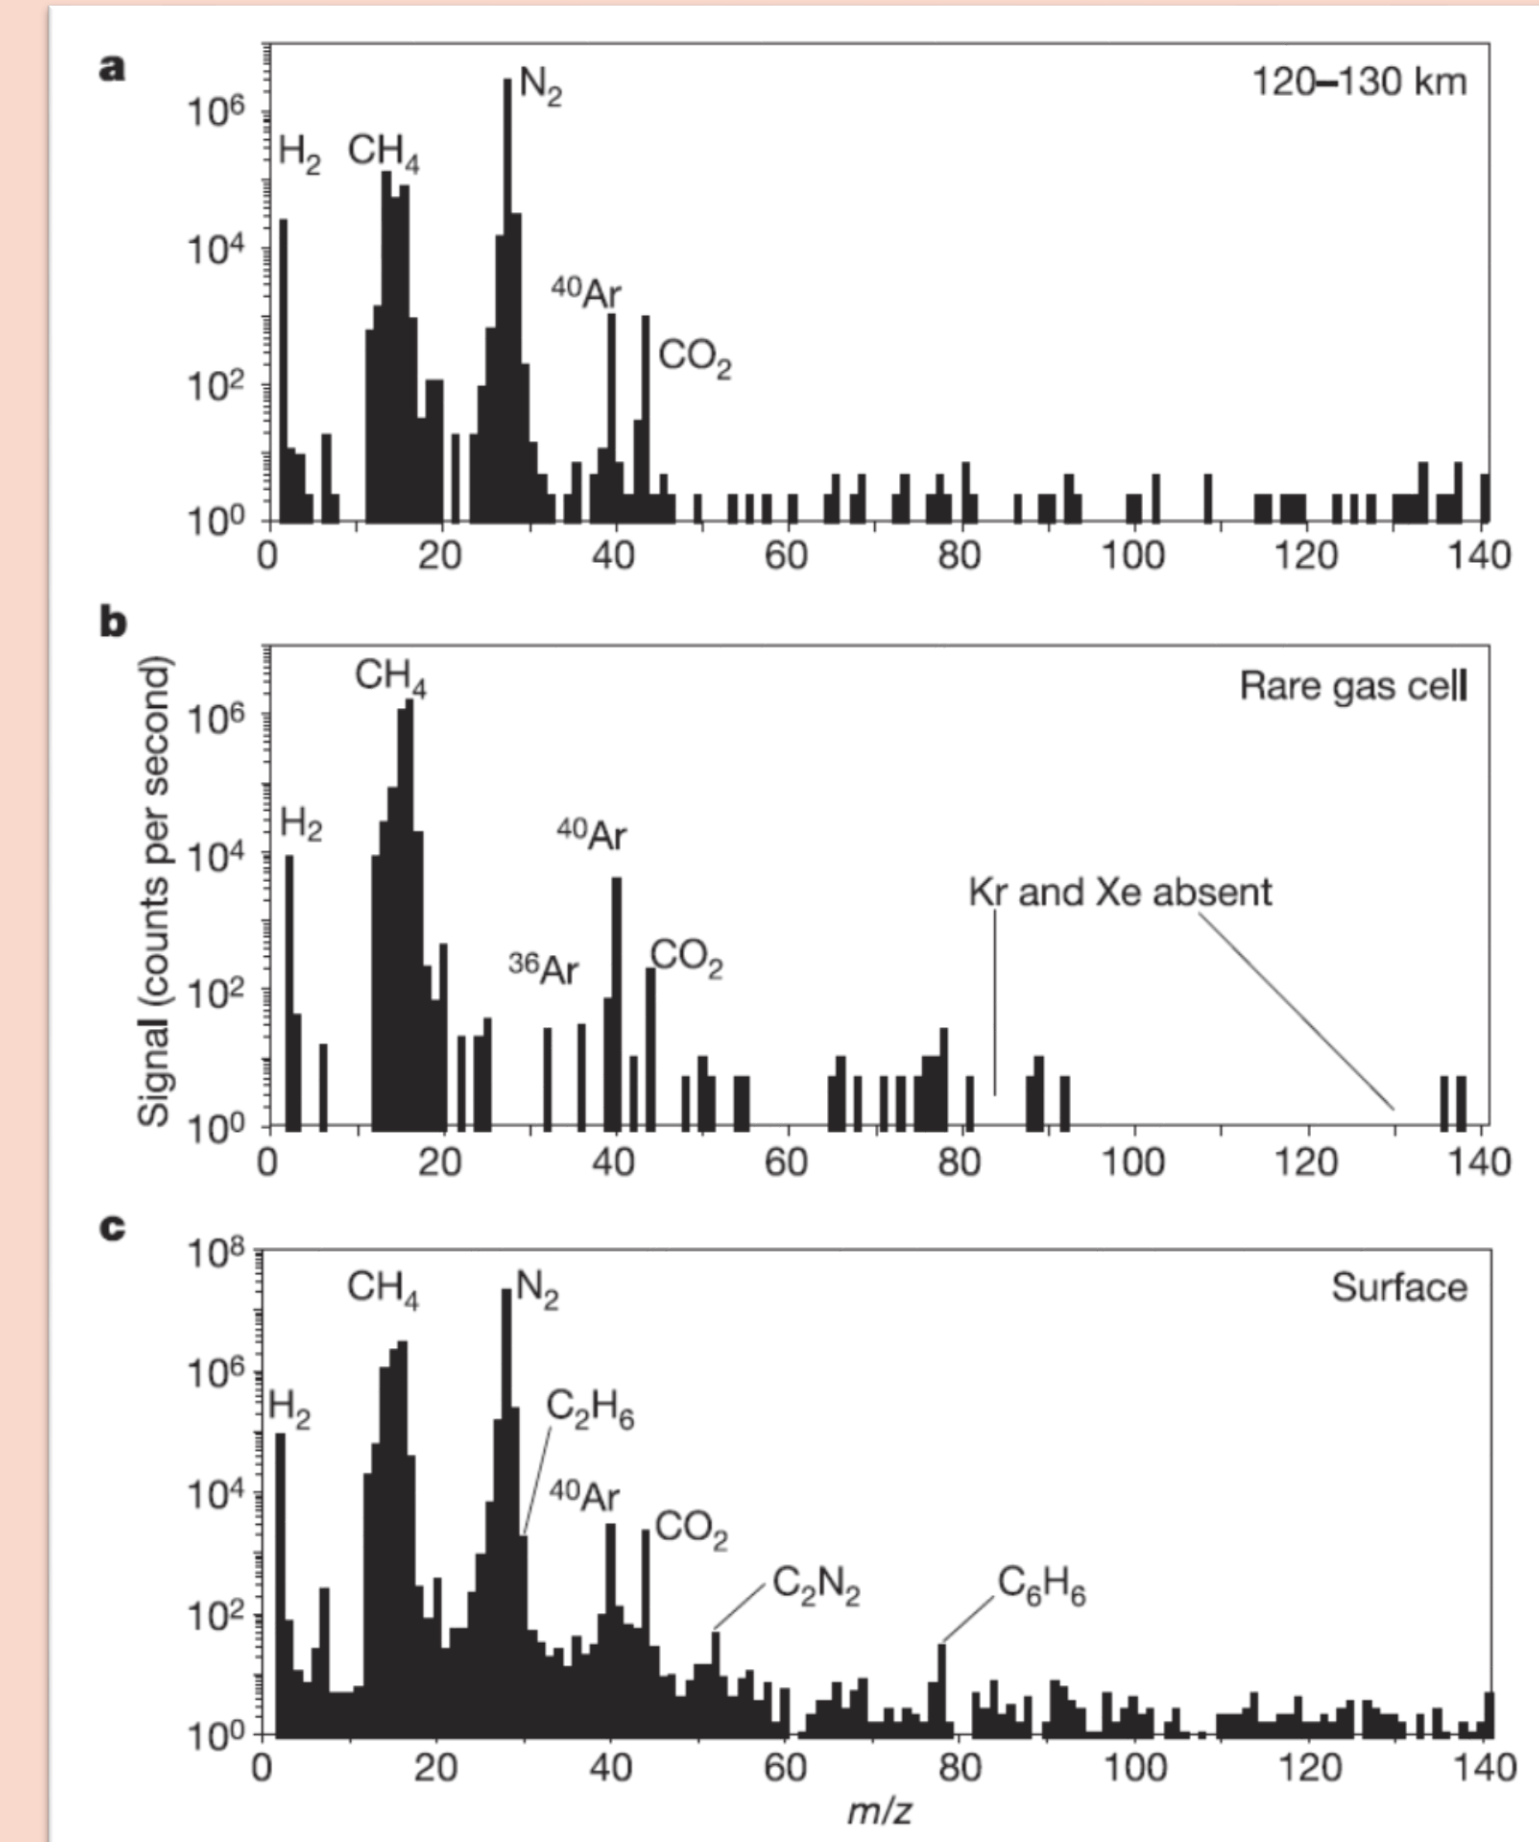 a
120–130 km
N₂
H₂
CH₄
⁴⁰Ar
CO₂
10⁶
10⁴
10²
10⁰
0 20 40 60 80 100 120 140
b
Rare gas cell
CH₄
H₂
⁴⁰Ar
Kr and Xe absent
³⁶Ar
CO₂
10⁶
10⁴
10²
10⁰
Signal (counts per second)
0 20 40 60 80 100 120 140
c
Surface
CH₄
N₂
H₂
C₂H₆
⁴⁰Ar
CO₂
C₂N₂
C₆H₆
10⁸
10⁶
10⁴
10²
10⁰
0 20 40 60 80 100 120 140
m/z